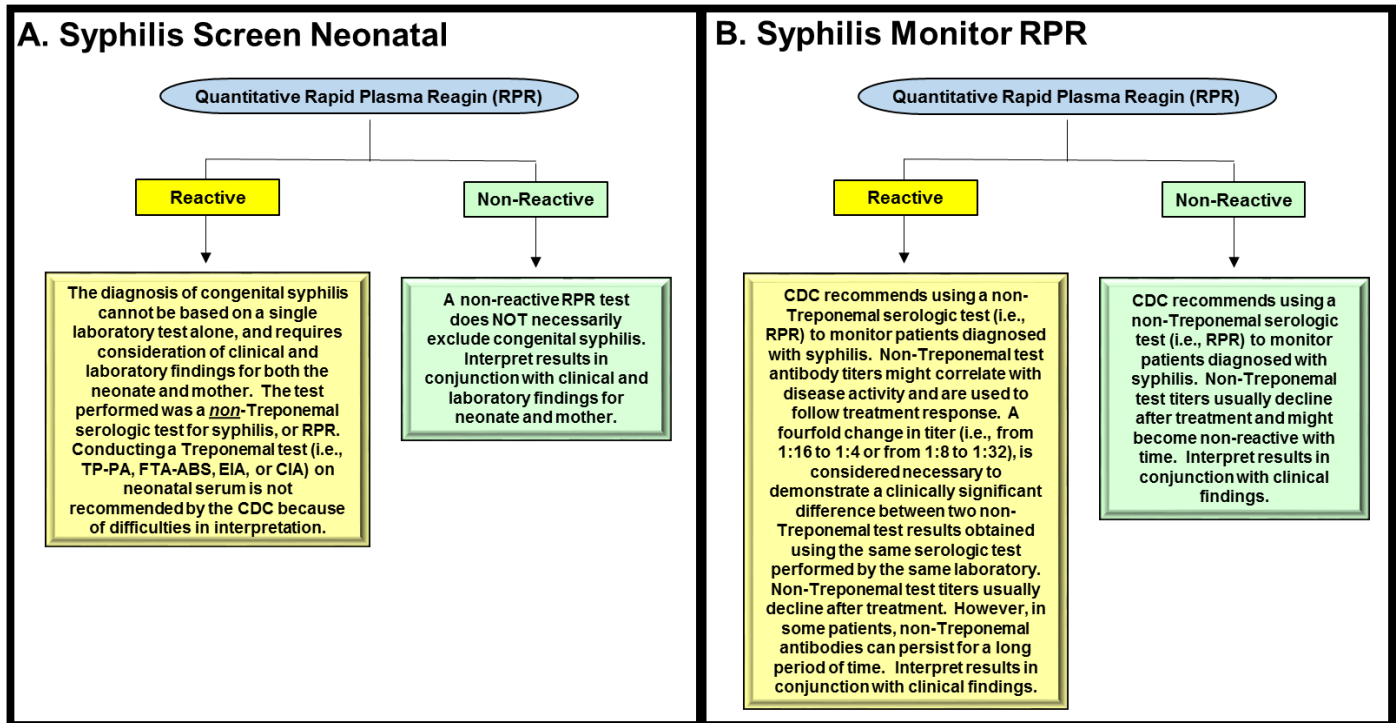 A. Syphilis Screen Neonatal
Quantitative Rapid Plasma Reagin (RPR)
Reactive
Non-Reactive
The diagnosis of congenital syphilis
cannot be based on a single
laboratory test alone, and requires
consideration of clinical and
laboratory findings for both the
neonate and mother. The test
performed was a non-Treponemal
serologic test for syphilis, or RPR.
Conducting a Treponemal test (i.e.,
TP-PA, FTA-ABS, EIA, or CIA) on
neonatal serum is not
recommended by the CDC because
of difficulties in interpretation.
A non-reactive RPR test
does NOT necessarily
exclude congenital syphilis.
Interpret results in
conjunction with clinical and
laboratory findings for
neonate and mother.
B. Syphilis Monitor RPR
Quantitative Rapid Plasma Reagin (RPR)
Reactive
Non-Reactive
CDC recommends using a non-
Treponemal serologic test (i.e.,
RPR) to monitor patients diagnosed
with syphilis. Non-Treponemal test
antibody titers might correlate with
disease activity and are used to
follow treatment response. A
fourfold change in titer (i.e., from
1:16 to 1:4 or from 1:8 to 1:32), is
considered necessary to
demonstrate a clinically significant
difference between two non-
Treponemal test results obtained
using the same serologic test
performed by the same laboratory.
Non-Treponemal test titers usually
decline after treatment. However, in
some patients, non-Treponemal
antibodies can persist for a long
period of time. Interpret results in
conjunction with clinical findings.
CDC recommends using a
non-Treponemal serologic
test (i.e., RPR) to monitor
patients diagnosed with
syphilis. Non-Treponemal
test titers usually decline
after treatment and might
become non-reactive with
time. Interpret results in
conjunction with clinical
findings.